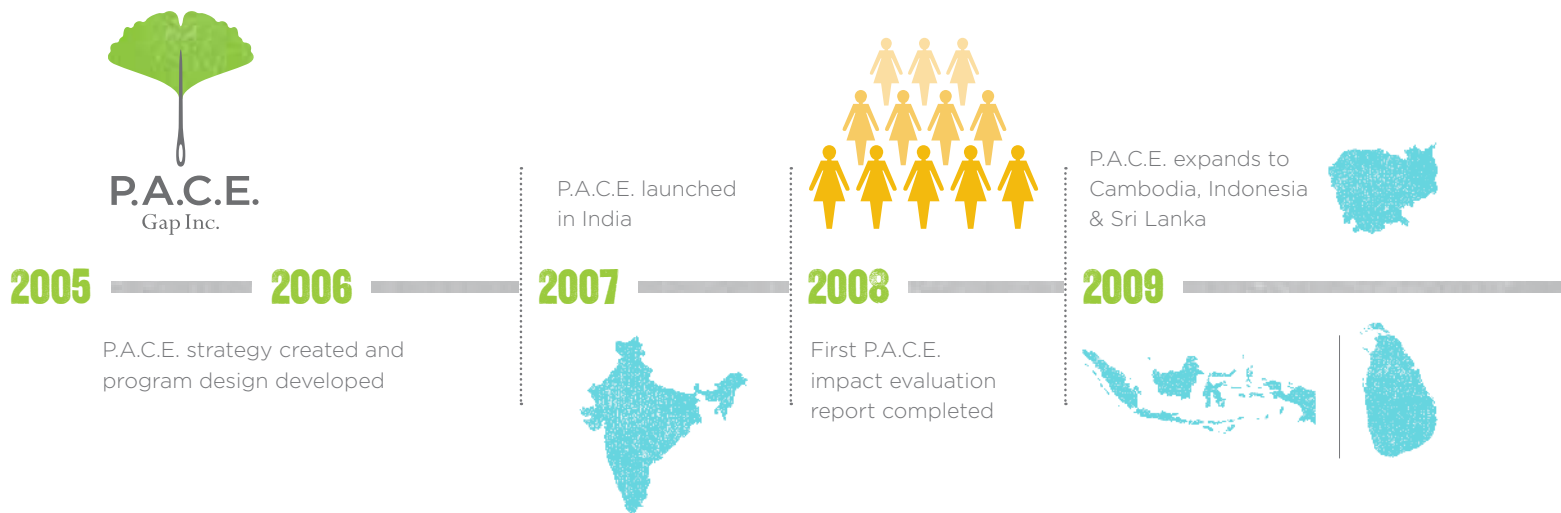 P.A.C.E.
Gap Inc.
2005
2006
P.A.C.E. strategy created and
program design developed
P.A.C.E. launched
in India
2007
2008
First P.A.C.E.
impact evaluation
report completed
P.A.C.E. expands to
Cambodia, Indonesia
& Sri Lanka
2009